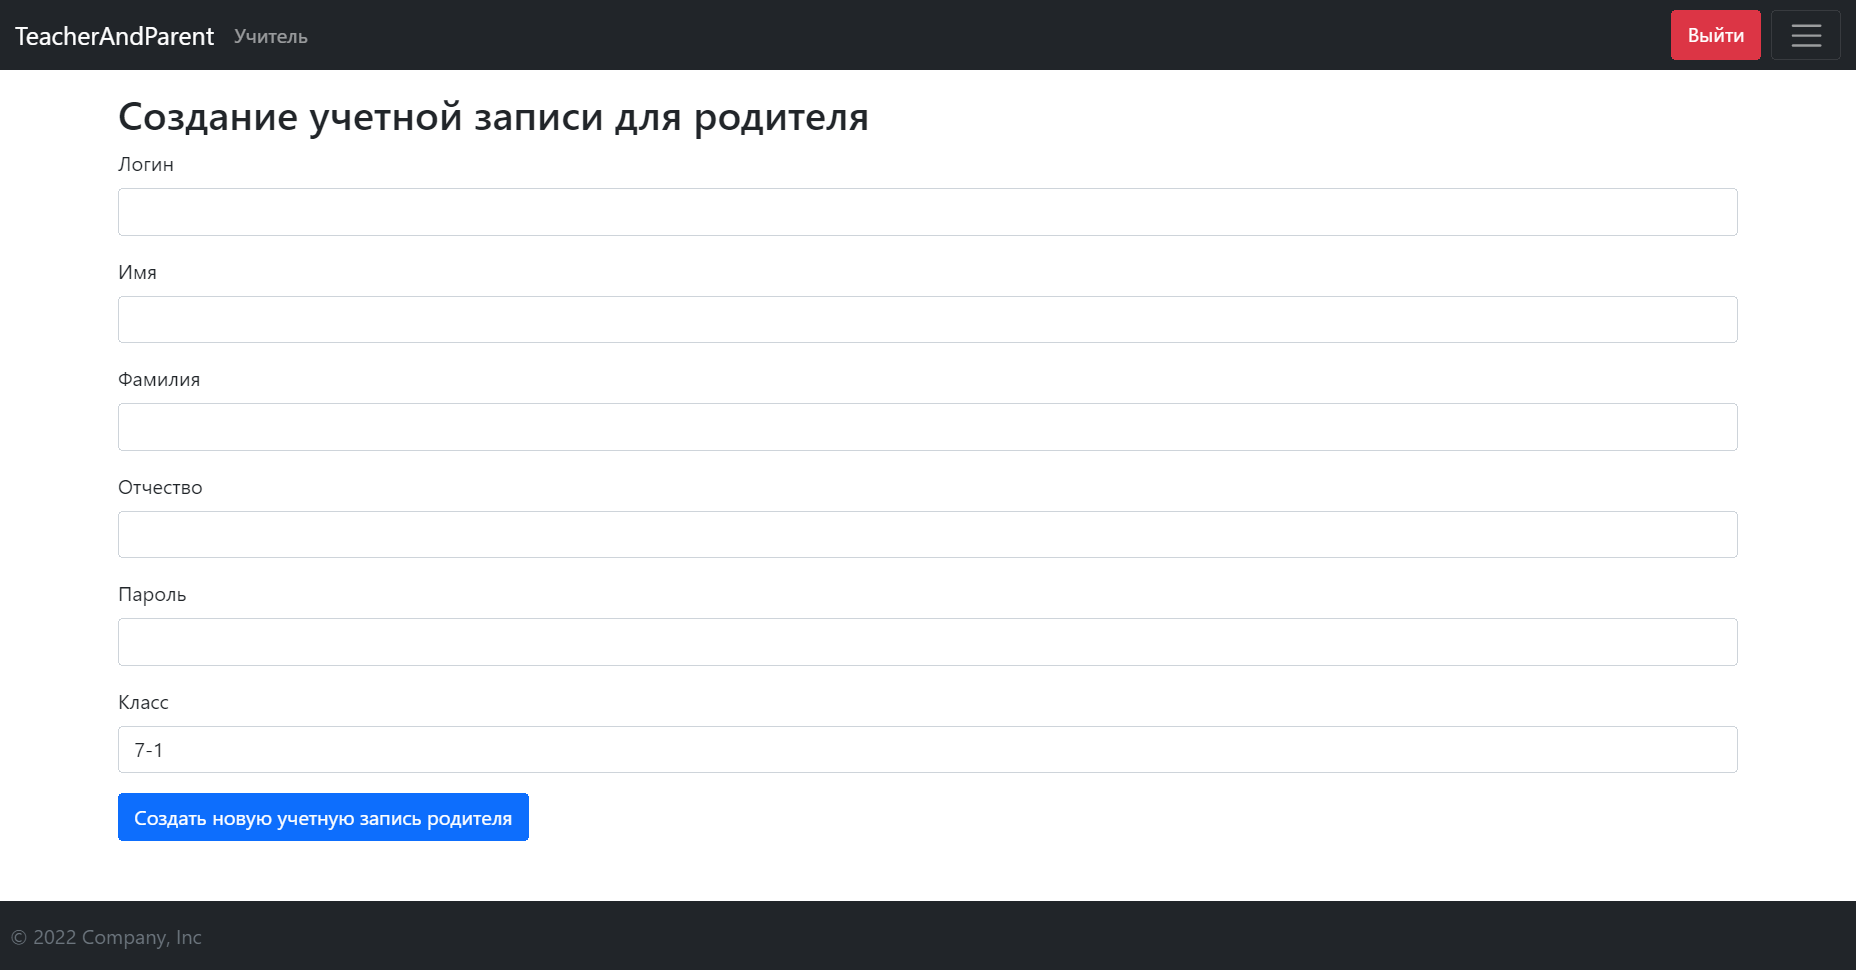 TeacherAndParent Учитель Выйти
Создание учетной записи для родителя
Логин
Имя
Фамилия
Отчество
Пароль
Класс
7-1
Создать новую учетную запись родителя
© 2022 Company, Inc